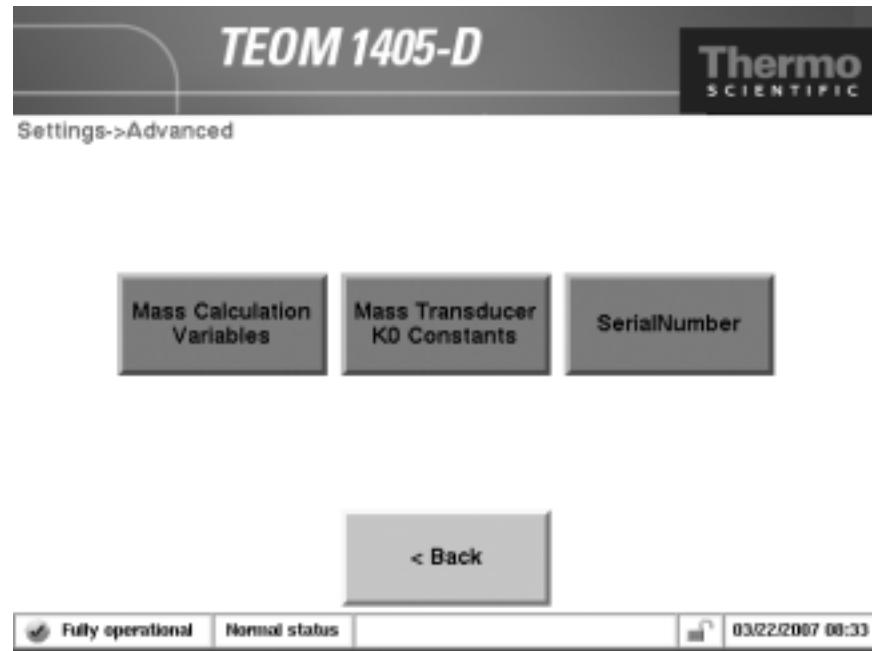 TEOM 1405-D
Thermo
SCIENTIFIC
Settings->Advanced
Mass Calculation
Variables
Mass Transducer
K0 Constants
SerialNumber
< Back
Fully operational
Normal status
03/22/2007 08:33